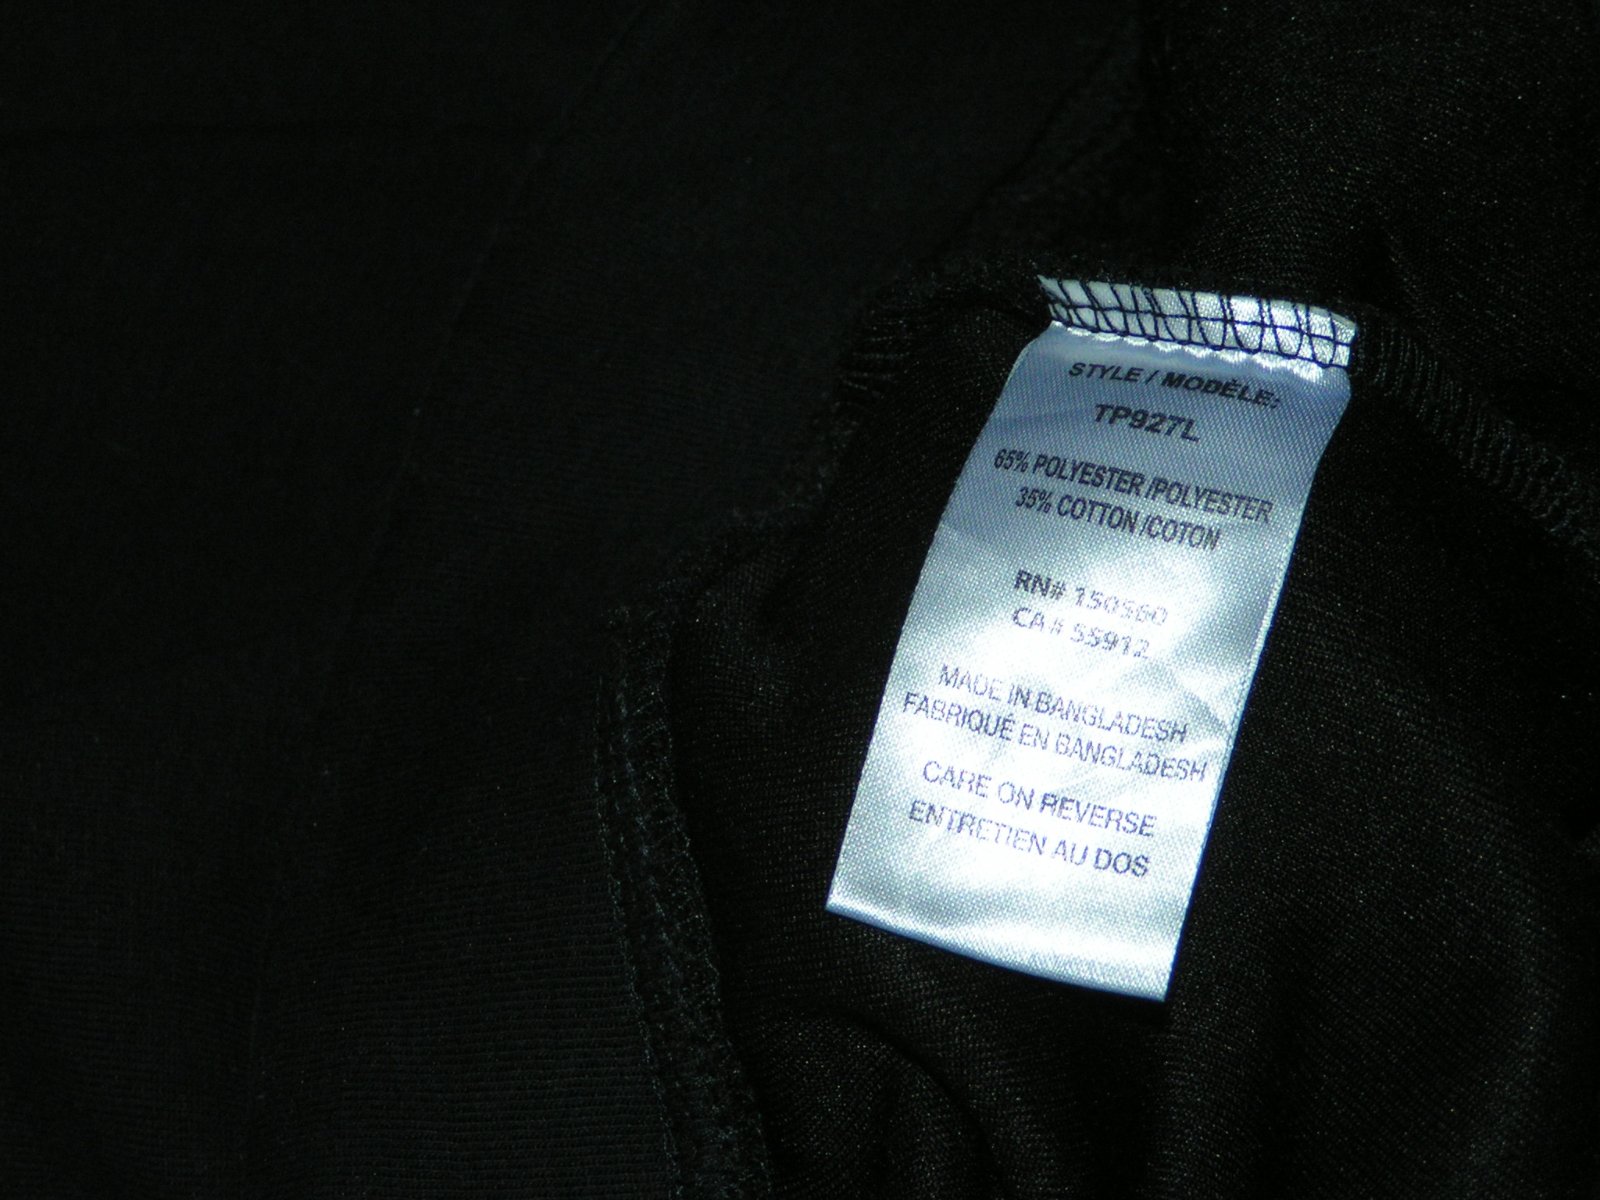 STYLE / MODÈLE:
TP927L
65% POLYESTER /POLYESTER
35% COTTON /COTON
RN# 150560
CA # 55912
MADE IN BANGLADESH
FABRIQUÉ EN BANGLADESH
CARE ON REVERSE
ENTRETIEN AU DOS